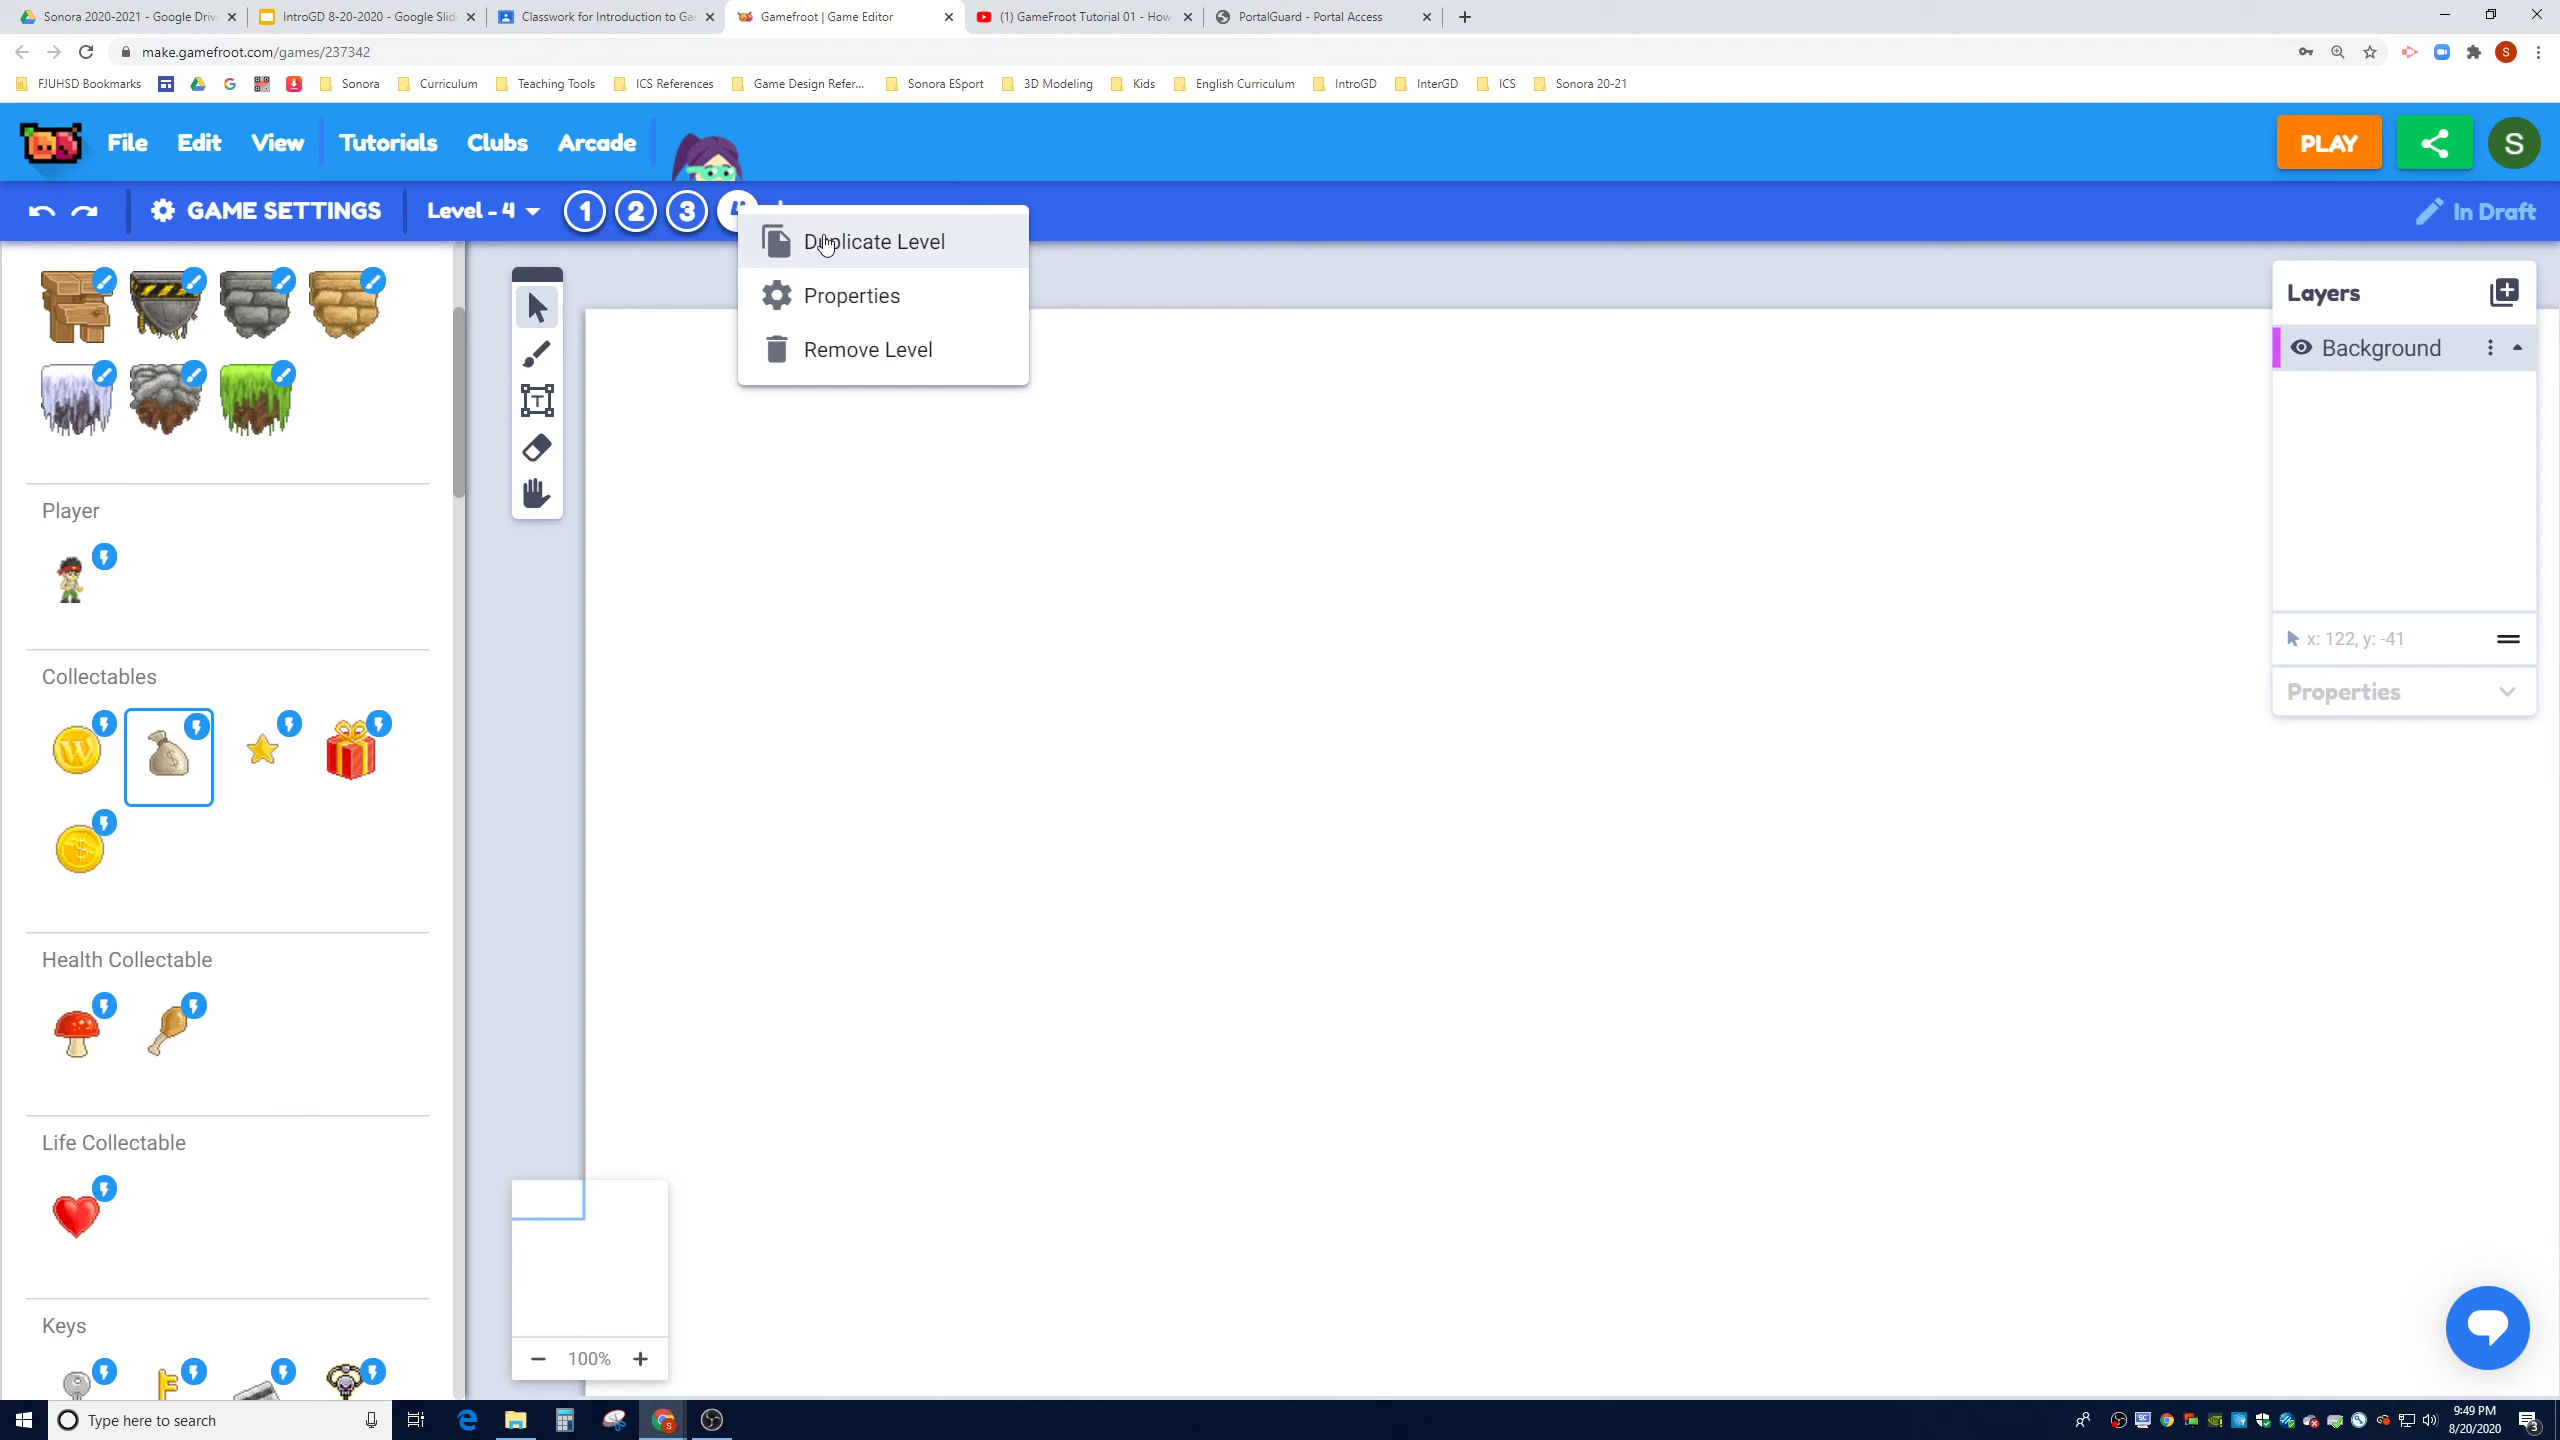 Sonora 2020-2021 - Google Driv
IntroGD 8-20-2020 - Google Slid
Classwork for Introduction to Ga
Gamefroot | Game Editor
(1) GameFroot Tutorial 01 - How
PortalGuard - Portal Access
make.gamefroot.com/games/237342
S
FJUHSD Bookmarks
Sonora
Curriculum
Teaching Tools
ICS References
Game Design Refer...
Sonora ESport
3D Modeling
Kids
English Curriculum
IntroGD
InterGD
ICS
Sonora 20-21
File
Edit
View
Tutorials
Clubs
Arcade
PLAY
S
GAME SETTINGS
Level - 4
1
2
3
4
In Draft
Duplicate Level
Properties
Remove Level
T
Layers
Background
x: 122, y: -41
Properties
Player
Collectables
W
$
$
Health Collectable
Life Collectable
Keys
100%
Type here to search
9:49 PM
8/20/2020
3